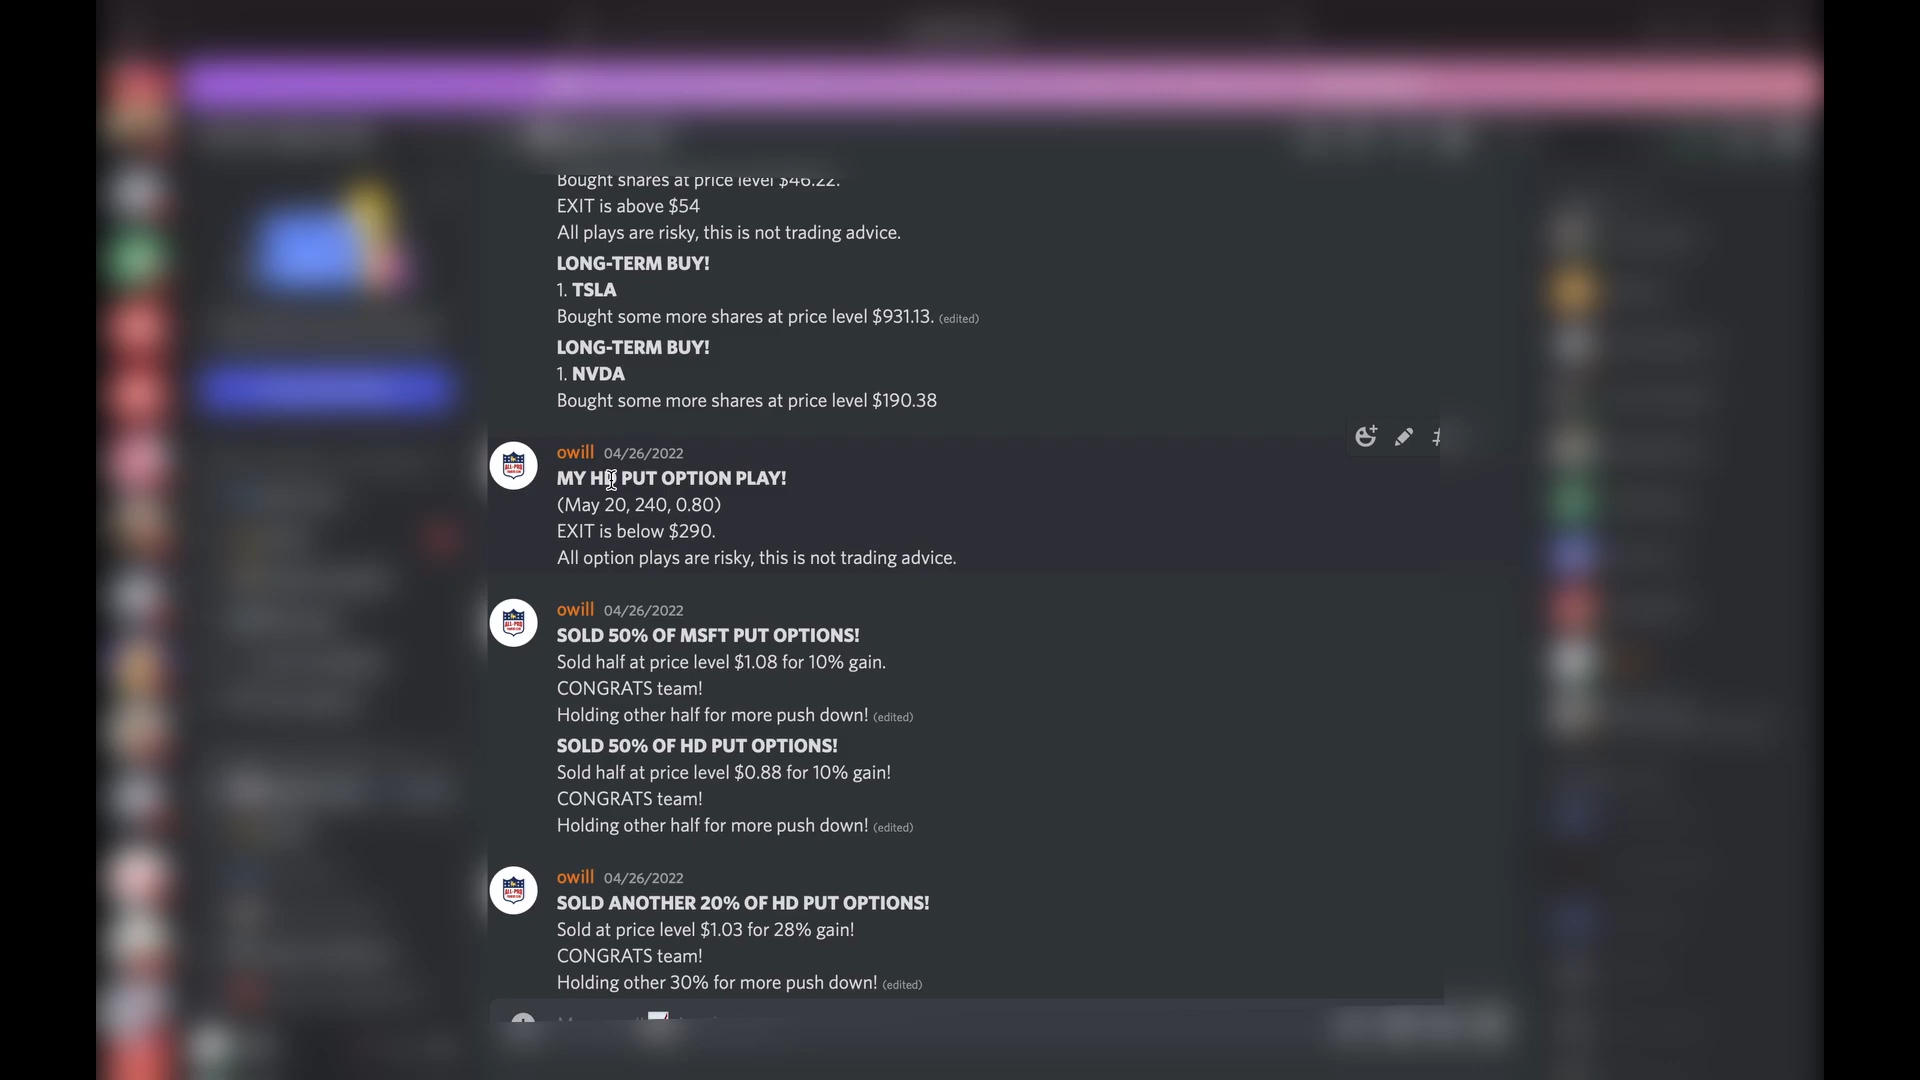 Bought shares at price level $46.22.
EXIT is above $54
All plays are risky, this is not trading advice.
LONG-TERM BUY!
1. TSLA
Bought some more shares at price level $931.13. (edited)
LONG-TERM BUY!
1. NVDA
Bought some more shares at price level $190.38
owill 04/26/2022
MY HD PUT OPTION PLAY!
(May 20, 240, 0.80)
EXIT is below $290.
All option plays are risky, this is not trading advice.
owill 04/26/2022
SOLD 50% OF MSFT PUT OPTIONS!
Sold half at price level $1.08 for 10% gain.
CONGRATS team!
Holding other half for more push down! (edited)
SOLD 50% OF HD PUT OPTIONS!
Sold half at price level $0.88 for 10% gain!
CONGRATS team!
Holding other half for more push down! (edited)
owill 04/26/2022
SOLD ANOTHER 20% OF HD PUT OPTIONS!
Sold at price level $1.03 for 28% gain!
CONGRATS team!
Holding other 30% for more push down! (edited)